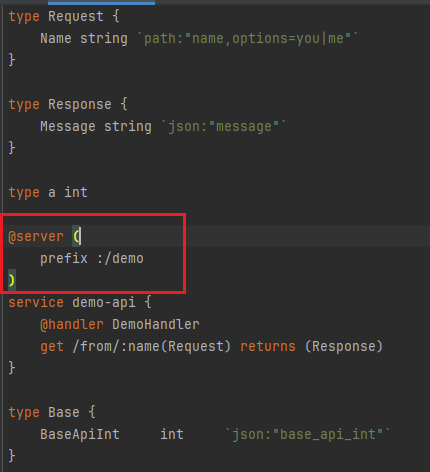 type Request {
    Name string `path:"name,options=you|me"`
}
type Response {
    Message string `json:"message"`
}
type a int
@server (
    prefix :/demo
)
service demo-api {
    @handler DemoHandler
    get /from/:name(Request) returns (Response)
}
type Base {
    BaseApiInt     int     `json:"base_api_int"`
}